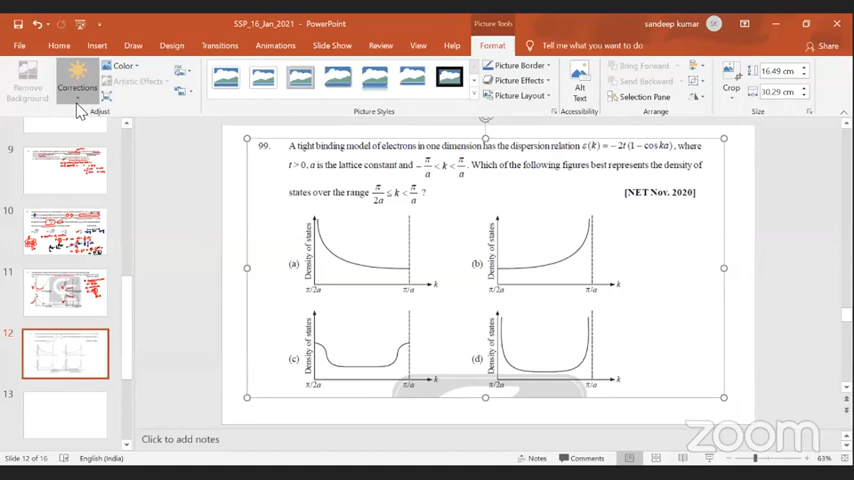 SSP_16_Jan_2021 - PowerPoint
Picture Tools
sandeep kumar
SK
File
Home
Insert
Draw
Design
Transitions
Animations
Slide Show
Review
View
Help
Format
Tell me what you want to do
Share
Remove
Background
Corrections
Color
Artistic Effects
Adjust
Picture Styles
Picture Border
Picture Effects
Picture Layout
Alt
Text
Accessibility
Bring Forward
Send Backward
Selection Pane
Arrange
Crop
16.49 cm
30.29 cm
Size
9
10
11
12
13
99. A tight binding model of electrons in one dimension has the dispersion relation ε(k) = − 2t (1 − cos ka), where
t > 0, a is the lattice constant and −π/a < k < π/a. Which of the following figures best represents the density of
states over the range π/2a ≤ k < π/a ?
[NET Nov. 2020]
(a)
Density of states
π/2a
π/a
k
(b)
Density of states
π/2a
π/a
k
(c)
Density of states
π/2a
π/a
k
(d)
Density of states
π/2a
π/a
k
Click to add notes
zoom
Slide 12 of 16
English (India)
Notes
Comments
63%